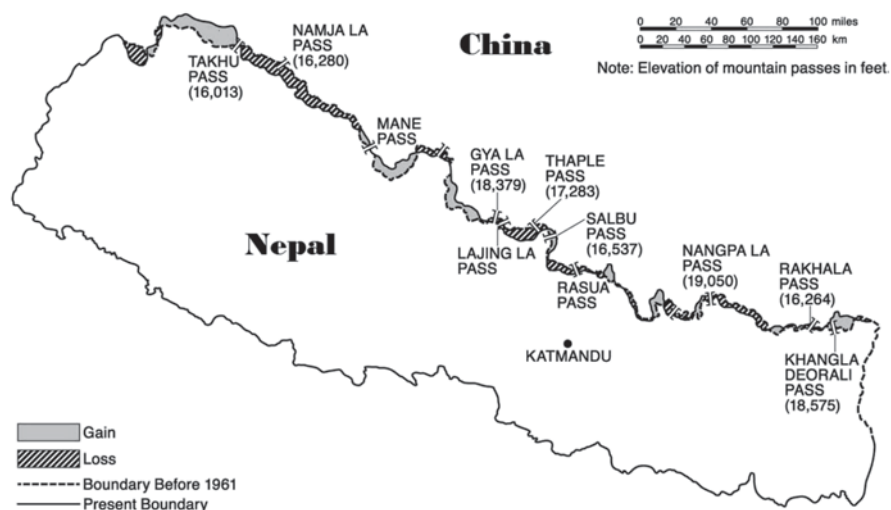 NAMJA LA
PASS
(16,280)
China
0 20 40 60 80 100 miles
0 20 40 60 80 100 120 140 160 km
Note: Elevation of mountain passes in feet.
TAKHU
PASS
(16,013)
MANE
PASS
GYA LA
PASS
(18,379)
THAPLE
PASS
(17,283)
SALBU
PASS
(16,537)
Nepal
LAJING LA
PASS
RASUA
PASS
NANGPA LA
PASS
(19,050)
RAKHALA
PASS
(16,264)
KATMANDU
KHANGLA
DEORALI
PASS
(18,575)
Gain
Loss
Boundary Before 1961
Present Boundary